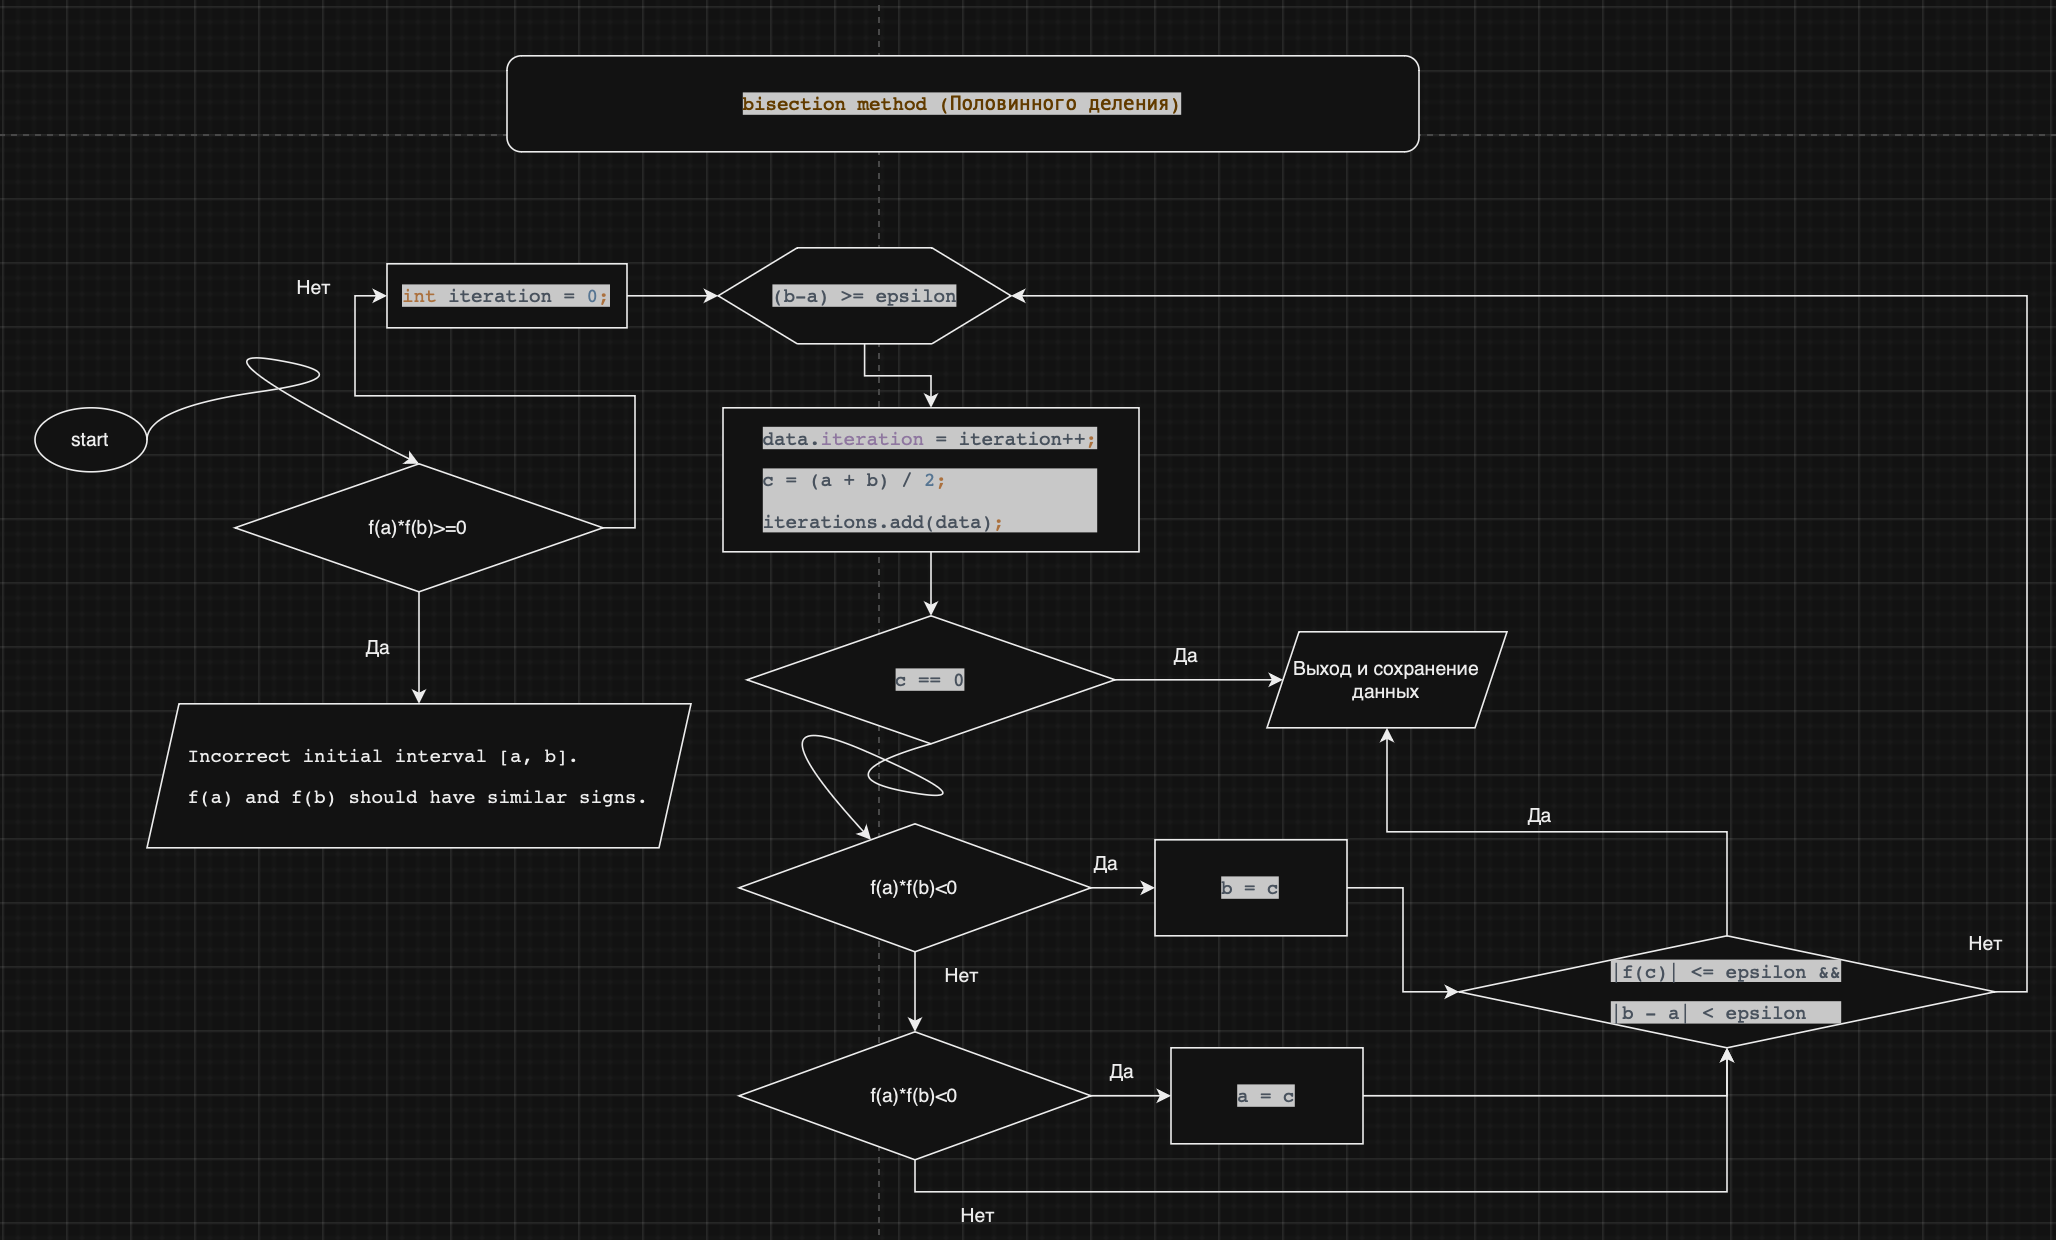 bisection method (Половинного деления)
Нет
int iteration = 0;
(b-a) >= epsilon
start
data.iteration = iteration++;
c = (a + b) / 2;
iterations.add(data);
f(a)*f(b)>=0
Да
Incorrect initial interval [a, b].
f(a) and f(b) should have similar signs.
c == 0
Да
Выход и сохранение
данных
f(a)*f(b)<0
Да
b = c
Да
Нет
Нет
|f(c)| <= epsilon &&
|b - a| < epsilon
f(a)*f(b)<0
Да
a = c
Нет